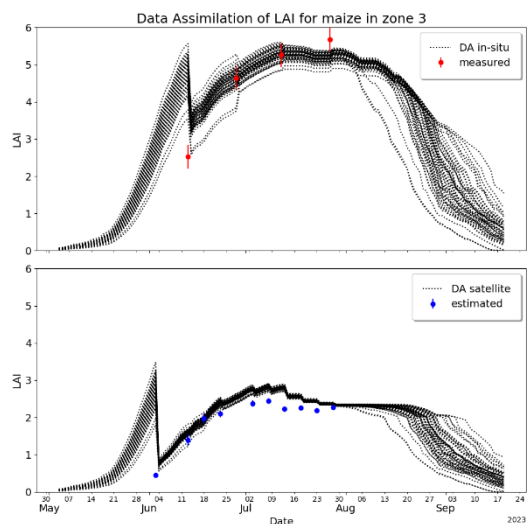 Data Assimilation of LAI for maize in zone 3
6
5
4
3
2
1
0
LAI
DA in-situ
measured
6
5
4
3
2
1
0
LAI
DA satellite
estimated
30 07 14 21 04 11 18 25 02 09 16 23 06 13 20 27 03 10 17 24
May Jun Jul Aug Sep
Date
2023